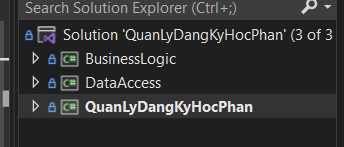 Search Solution Explorer (Ctrl+;)
Solution 'QuanLyDangKyHocPhan' (3 of 3
C# BusinessLogic
C# DataAccess
C# QuanLyDangKyHocPhan